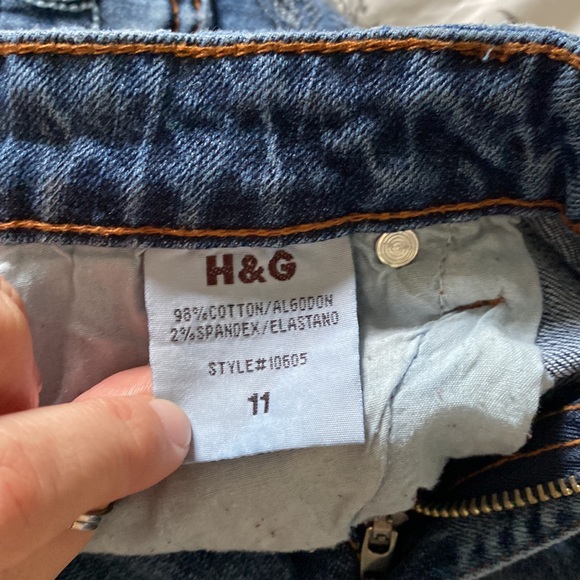 H&G
98%COTTON/ALGODON
2%SPANDEX/ELASTANO
STYLE#10605
11